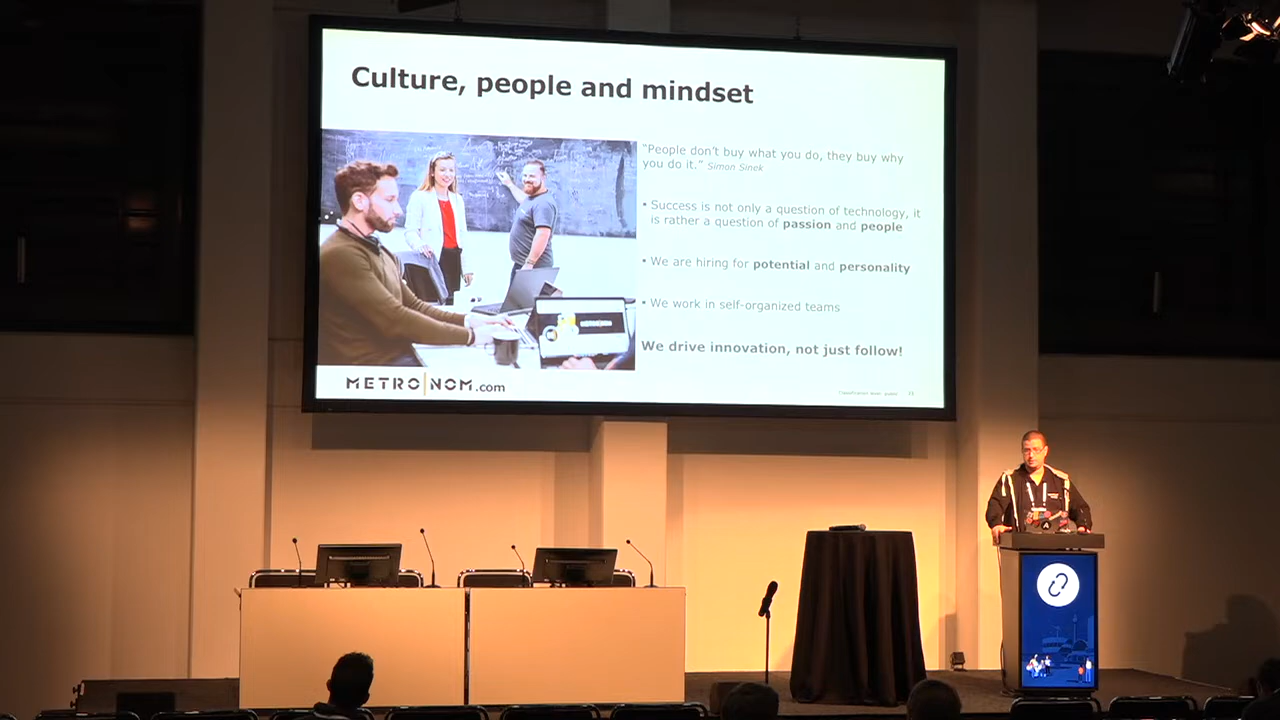 Culture, people and mindset
"People don't buy what you do, they buy why
you do it." Simon Sinek
• Success is not only a question of technology, it
is rather a question of passion and people
• We are hiring for potential and personality
• We work in self-organized teams
We drive innovation, not just follow!
METRONOM.com